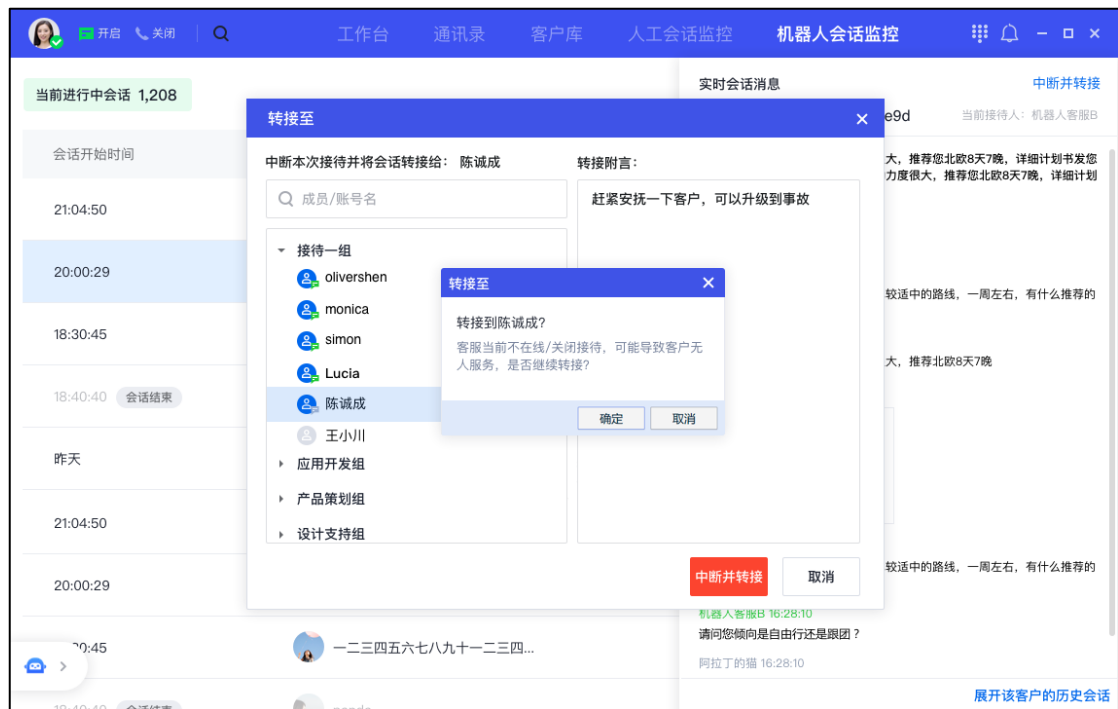 开启 关闭 工作台 通讯录 客户库 人工会话监控 机器人会话监控
当前进行中会话 1,208
实时会话消息 中断并转接
e9d 当前接待人：机器人客服B
会话开始时间
21:04:50
20:00:29
18:30:45
18:40:40 会话结束
昨天
21:04:50
20:00:29
0:45 一二三四五六七八九十一二三四...
会话结束
转接至
中断本次接待并将会话转接给： 陈诚成
成员/账号名
接待一组
olivershen
monica
simon
Lucia
陈诚成
王小川
应用开发组
产品策划组
设计支持组
转接附言：
赶紧安抚一下客户，可以升级到事故
中断并转接 取消
转接至
转接到陈诚成？
客服当前不在线/关闭接待，可能导致客户无
人服务，是否继续转接？
确定 取消
大，推荐您北欧8天7晚，详细计划书发您
力度很大，推荐您北欧8天7晚，详细计划
较适中的路线，一周左右，有什么推荐的
大，推荐北欧8天7晚
较适中的路线，一周左右，有什么推荐的
机器人客服B 16:28:10
请问您倾向是自由行还是跟团？
阿拉丁的猫 16:28:10
展开该客户的历史会话